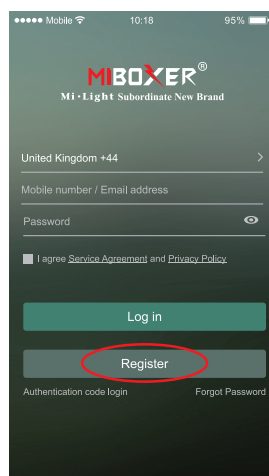 Mobile 10:18 95%
MIBOXER®
Mi·Light Subordinate New Brand
United Kingdom +44
Mobile number / Email address
Password
I agree Service Agreement and Privacy Policy
Log in
Register
Authentication code login Forgot Password